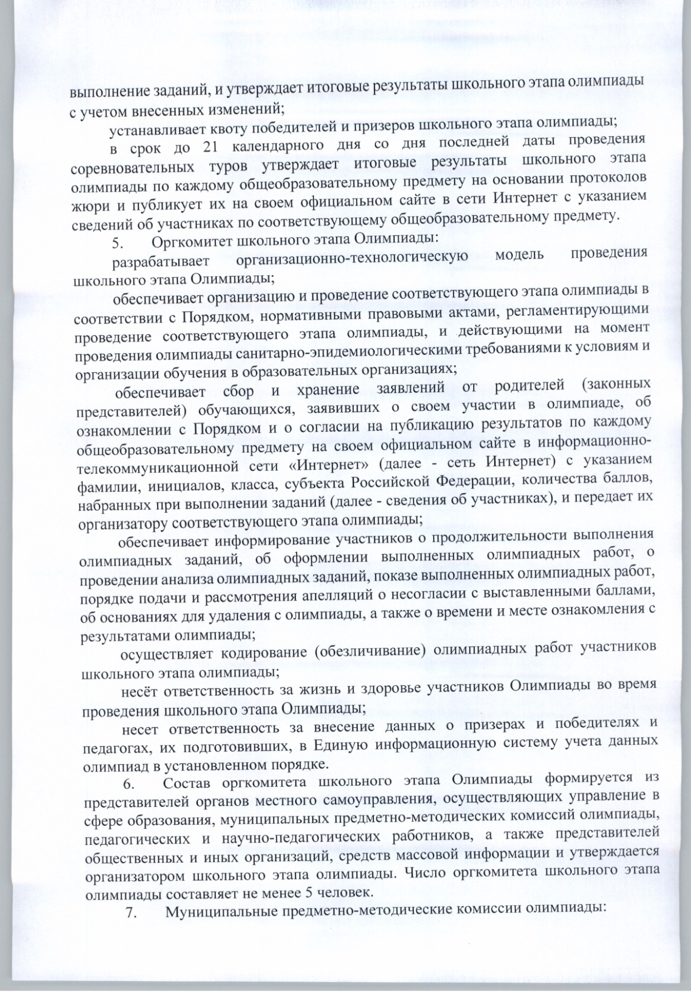 выполнение заданий, и утверждает итоговые результаты школьного этапа олимпиады
с учетом внесенных изменений;
устанавливает квоту победителей и призеров школьного этапа олимпиады;
в срок до 21 календарного дня со дня последней даты проведения
соревновательных туров утверждает итоговые результаты школьного этапа
олимпиады по каждому общеобразовательному предмету на основании протоколов
жюри и публикует их на своем официальном сайте в сети Интернет с указанием
сведений об участниках по соответствующему общеобразовательному предмету.
5. Оргкомитет школьного этапа Олимпиады:
разрабатывает организационно-технологическую модель проведения
школьного этапа Олимпиады;
обеспечивает организацию и проведение соответствующего этапа олимпиады в
соответствии с Порядком, нормативными правовыми актами, регламентирующими
проведение соответствующего этапа олимпиады, и действующими на момент
проведения олимпиады санитарно-эпидемиологическими требованиями к условиям и
организации обучения в образовательных организациях;
обеспечивает сбор и хранение заявлений от родителей (законных
представителей) обучающихся, заявивших о своем участии в олимпиаде, об
ознакомлении с Порядком и о согласии на публикацию результатов по каждому
общеобразовательному предмету на своем официальном сайте в информационно-
телекоммуникационной сети «Интернет» (далее - сеть Интернет) с указанием
фамилии, инициалов, класса, субъекта Российской Федерации, количества баллов,
набранных при выполнении заданий (далее - сведения об участниках), и передает их
организатору соответствующего этапа олимпиады;
обеспечивает информирование участников о продолжительности выполнения
олимпиадных заданий, об оформлении выполненных олимпиадных работ, о
проведении анализа олимпиадных заданий, показе выполненных олимпиадных работ,
порядке подачи и рассмотрения апелляций о несогласии с выставленными баллами,
об основаниях для удаления с олимпиады, а также о времени и месте ознакомления с
результатами олимпиады;
осуществляет кодирование (обезличивание) олимпиадных работ участников
школьного этапа олимпиады;
несёт ответственность за жизнь и здоровье участников Олимпиады во время
проведения школьного этапа Олимпиады;
несет ответственность за внесение данных о призерах и победителях и
педагогах, их подготовивших, в Единую информационную систему учета данных
олимпиад в установленном порядке.
6. Состав оргкомитета школьного этапа Олимпиады формируется из
представителей органов местного самоуправления, осуществляющих управление в
сфере образования, муниципальных предметно-методических комиссий олимпиады,
педагогических и научно-педагогических работников, а также представителей
общественных и иных организаций, средств массовой информации и утверждается
организатором школьного этапа олимпиады. Число оргкомитета школьного этапа
олимпиады составляет не менее 5 человек.
7. Муниципальные предметно-методические комиссии олимпиады: